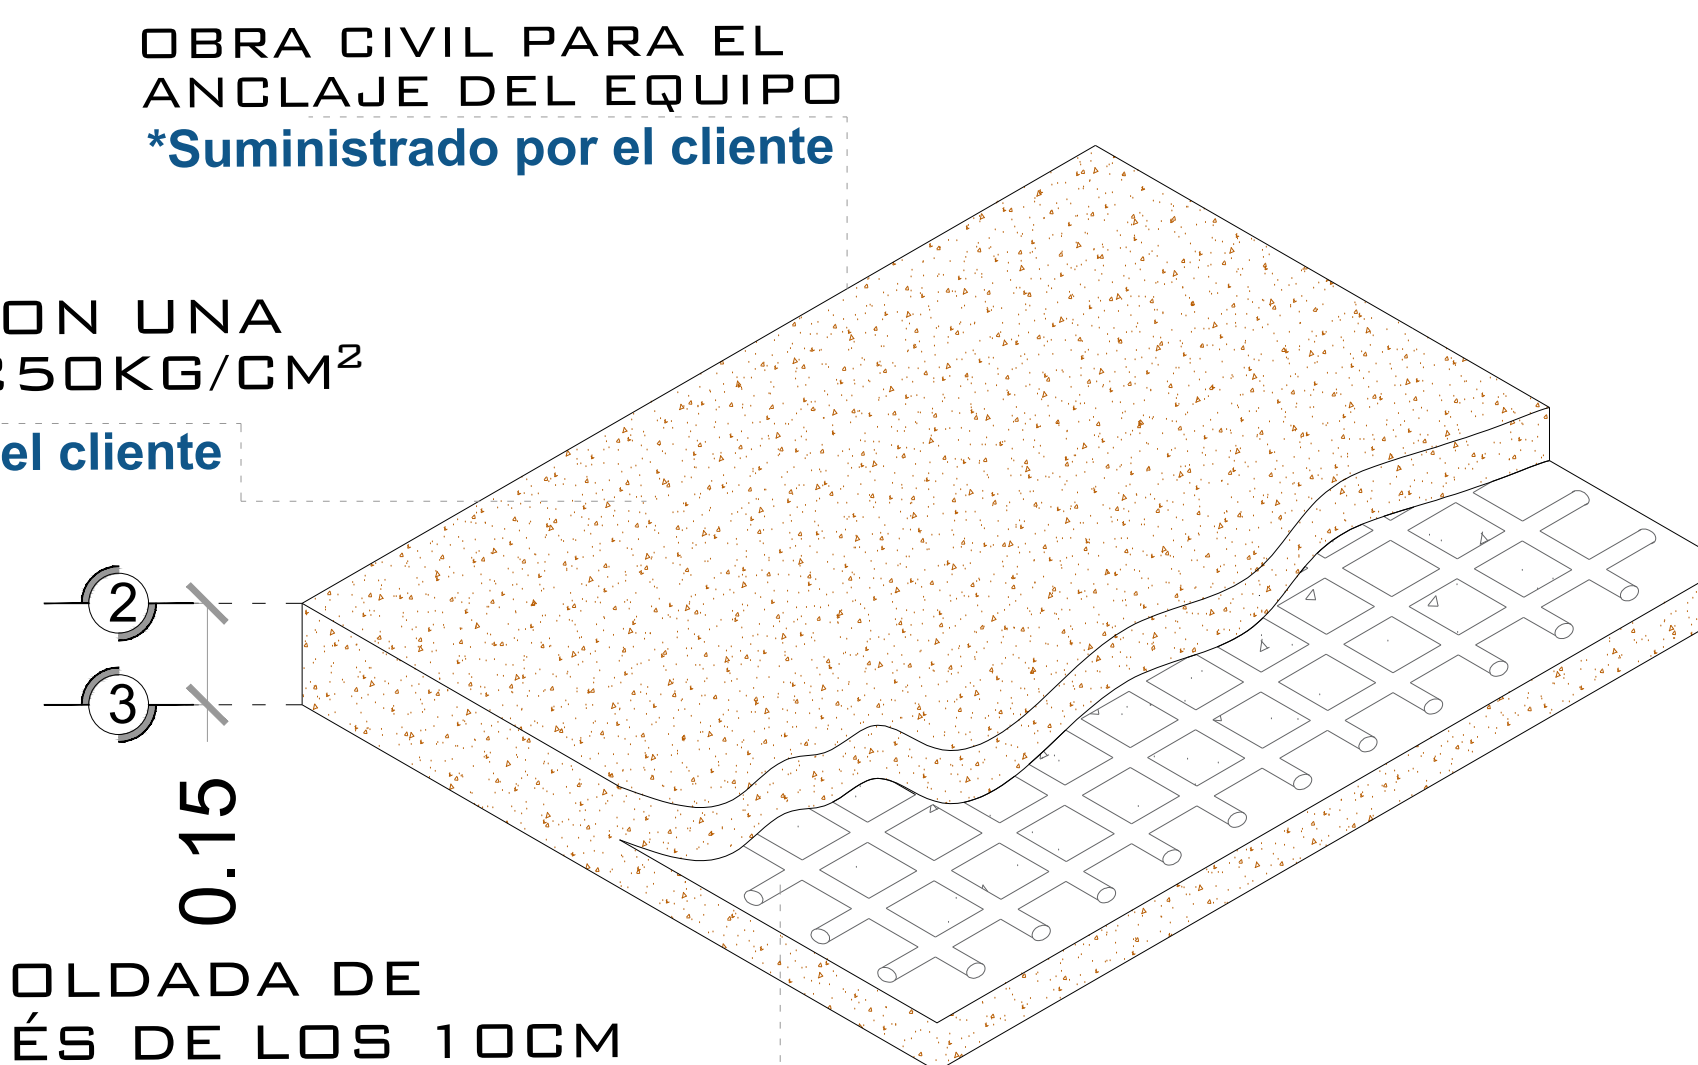 OBRA CIVIL PARA EL
ANCLAJE DEL EQUIPO
*Suministrado por el cliente
ON UNA
250KG/CM²
el cliente
2
3
0.15
OLDADA DE
ÉS DE LOS 10CM